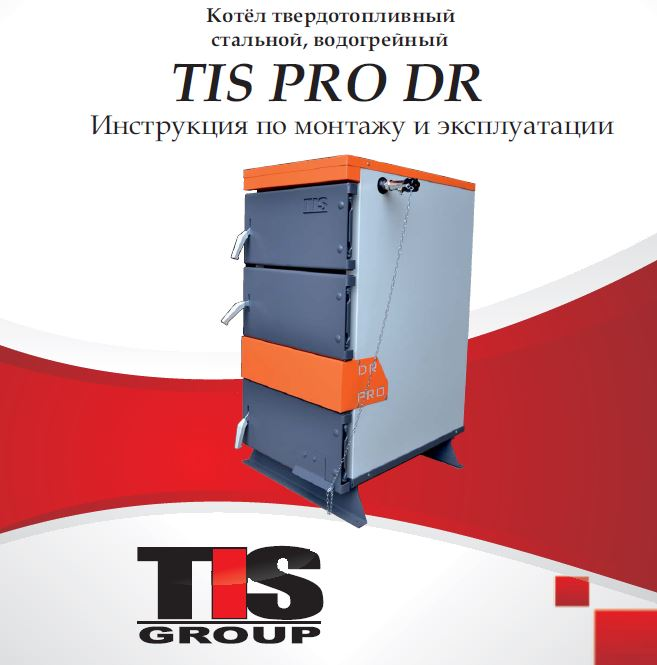 Котёл твердотопливный
стальной, водогрейный
TIS PRO DR
Инструкция по монтажу и эксплуатации
TIS
DR
PRO
TIS
GROUP